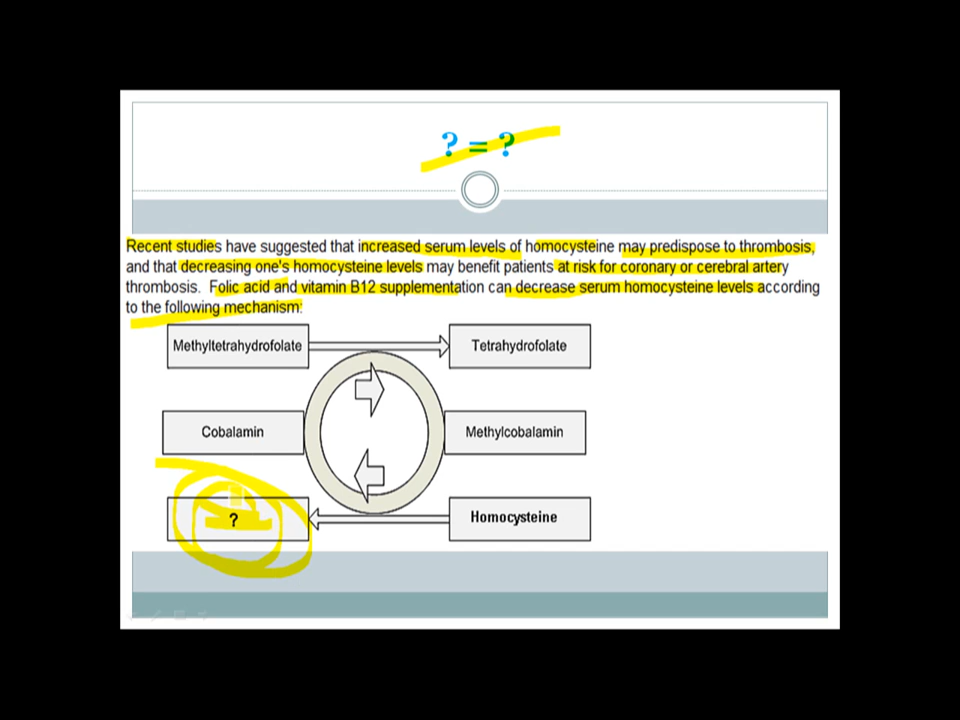 ? = ?
Recent studies have suggested that increased serum levels of homocysteine may predispose to thrombosis,
and that decreasing one's homocysteine levels may benefit patients at risk for coronary or cerebral artery
thrombosis. Folic acid and vitamin B12 supplementation can decrease serum homocysteine levels according
to the following mechanism:
Methyltetrahydrofolate
Tetrahydrofolate
Cobalamin
Methylcobalamin
?
Homocysteine